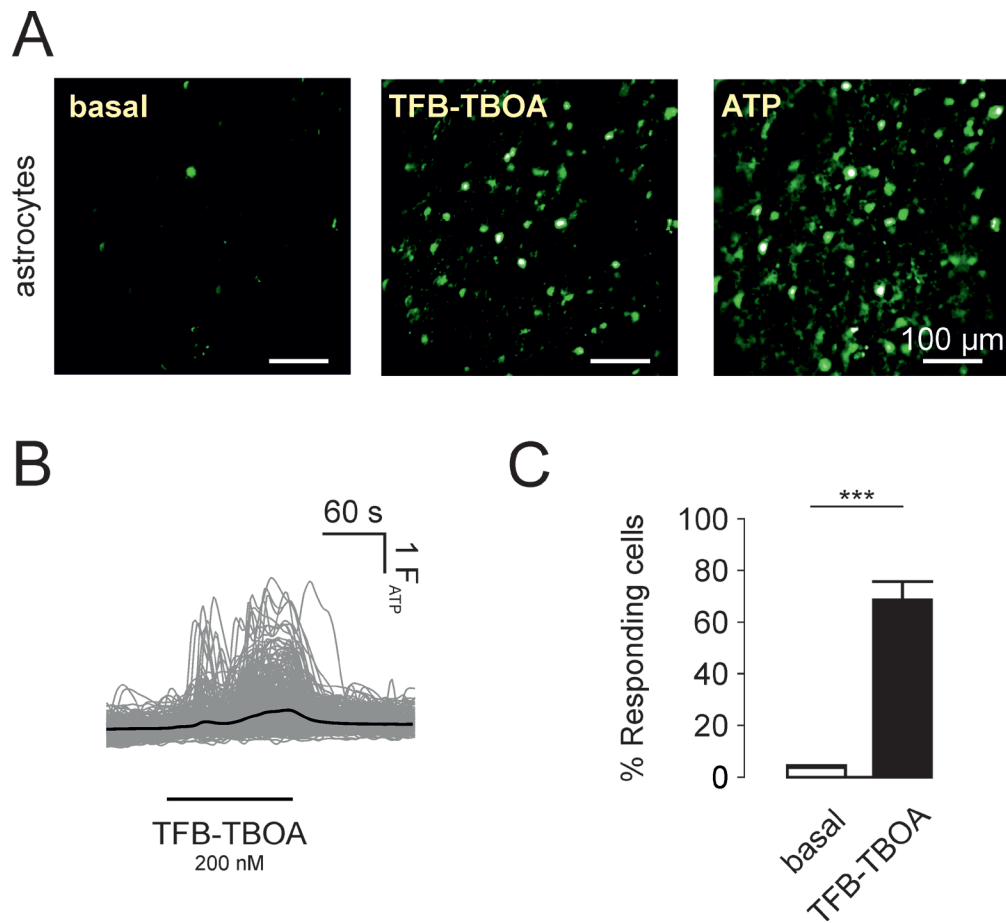 A
basal
TFB-TBOA
ATP
astrocytes
100 µm
B
60 s
1 F ATP
TFB-TBOA
200 nM
C
***
% Responding cells
100
80
60
40
20
0
basal
TFB-TBOA